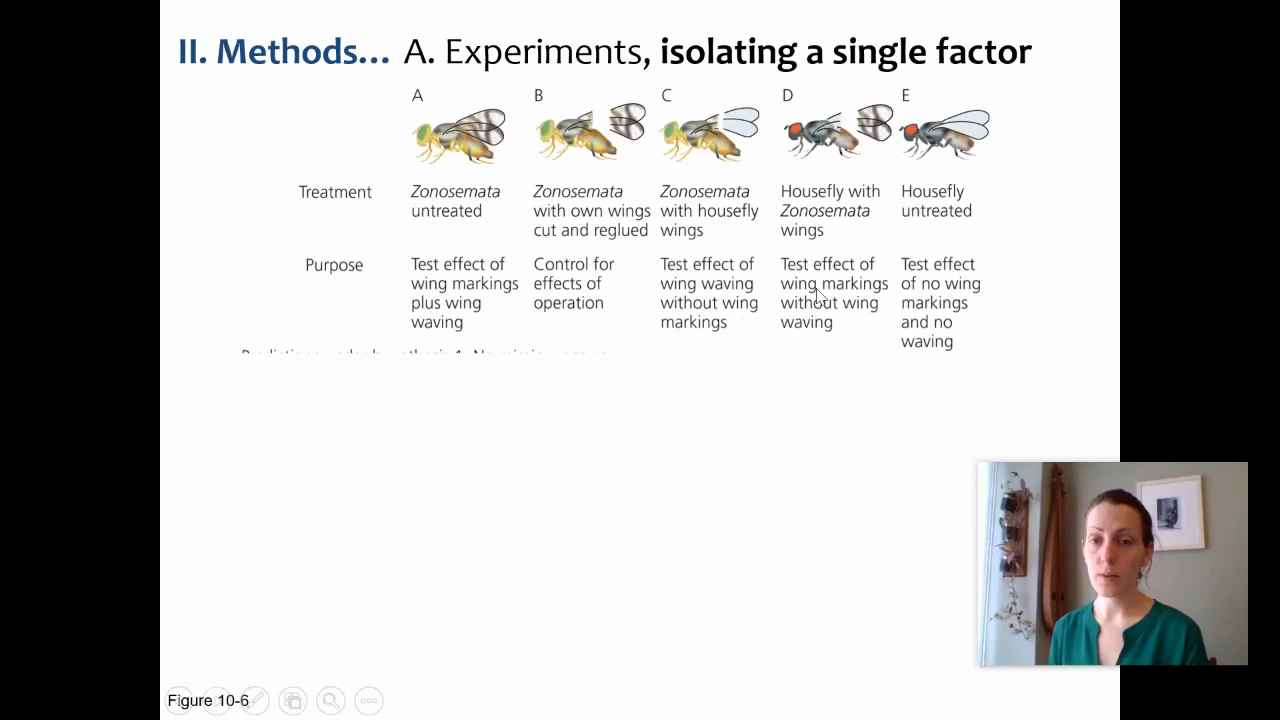 II. Methods... A. Experiments, isolating a single factor
A B C D E
Treatment
Zonosemata
untreated
Zonosemata
with own wings
cut and reglued
Zonosemata
with housefly
wings
Housefly with
Zonosemata
wings
Housefly
untreated
Purpose
Test effect of
wing markings
plus wing
waving
Control for
effects of
operation
Test effect of
wing waving
without wing
markings
Test effect of
wing markings
without wing
waving
Test effect
of no wing
markings
and no
waving
Figure 10-6